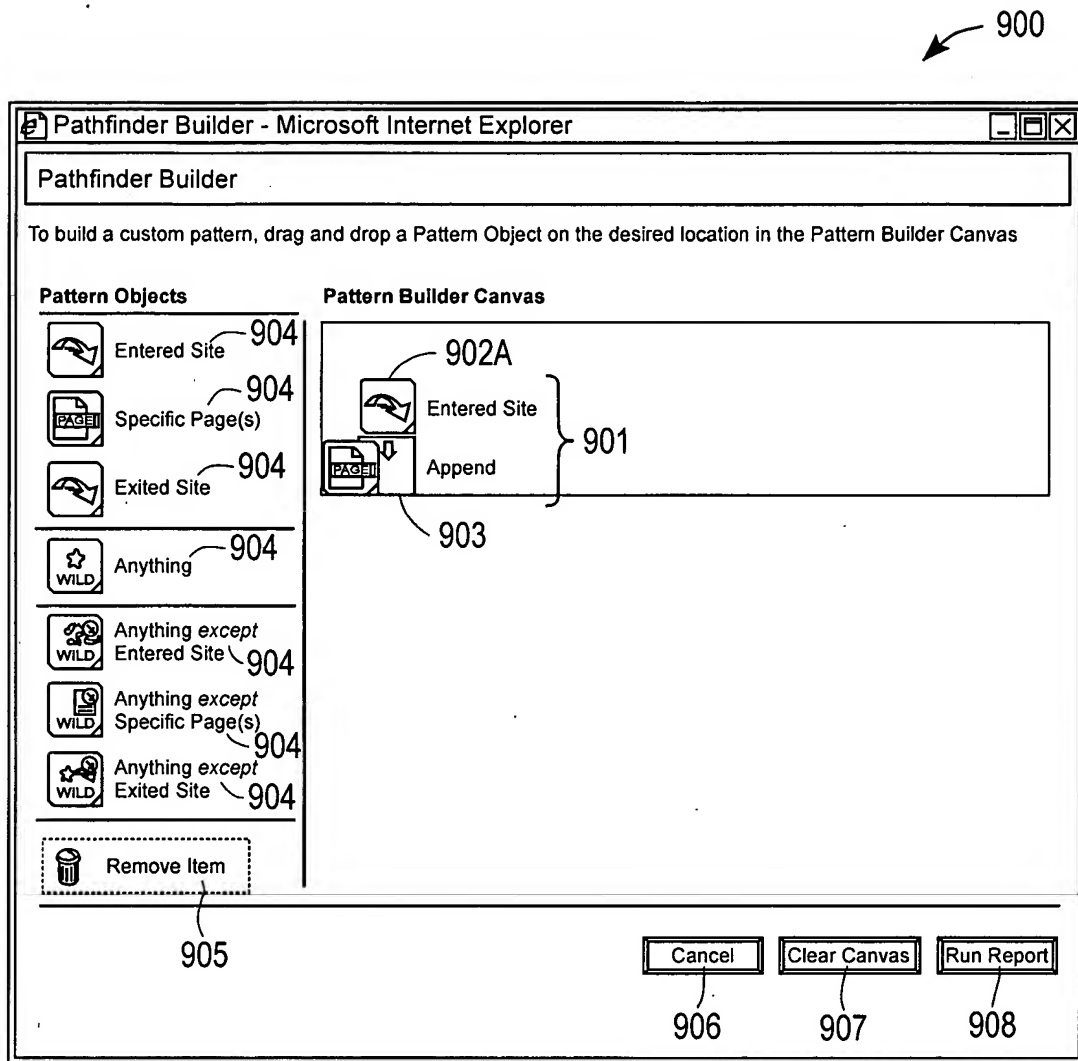 900
Pathfinder Builder - Microsoft Internet Explorer
Pathfinder Builder
To build a custom pattern, drag and drop a Pattern Object on the desired location in the Pattern Builder Canvas
Pattern Objects
Pattern Builder Canvas
Entered Site
904
PAGE
Specific Page(s)
904
Exited Site
904
WILD
Anything
904
WILD
Anything except
Entered Site
904
WILD
Anything except
Specific Page(s)
904
WILD
Anything except
Exited Site
904
Remove Item
905
902A
Entered Site
901
PAGE
Append
903
Cancel
Clear Canvas
Run Report
906
907
908